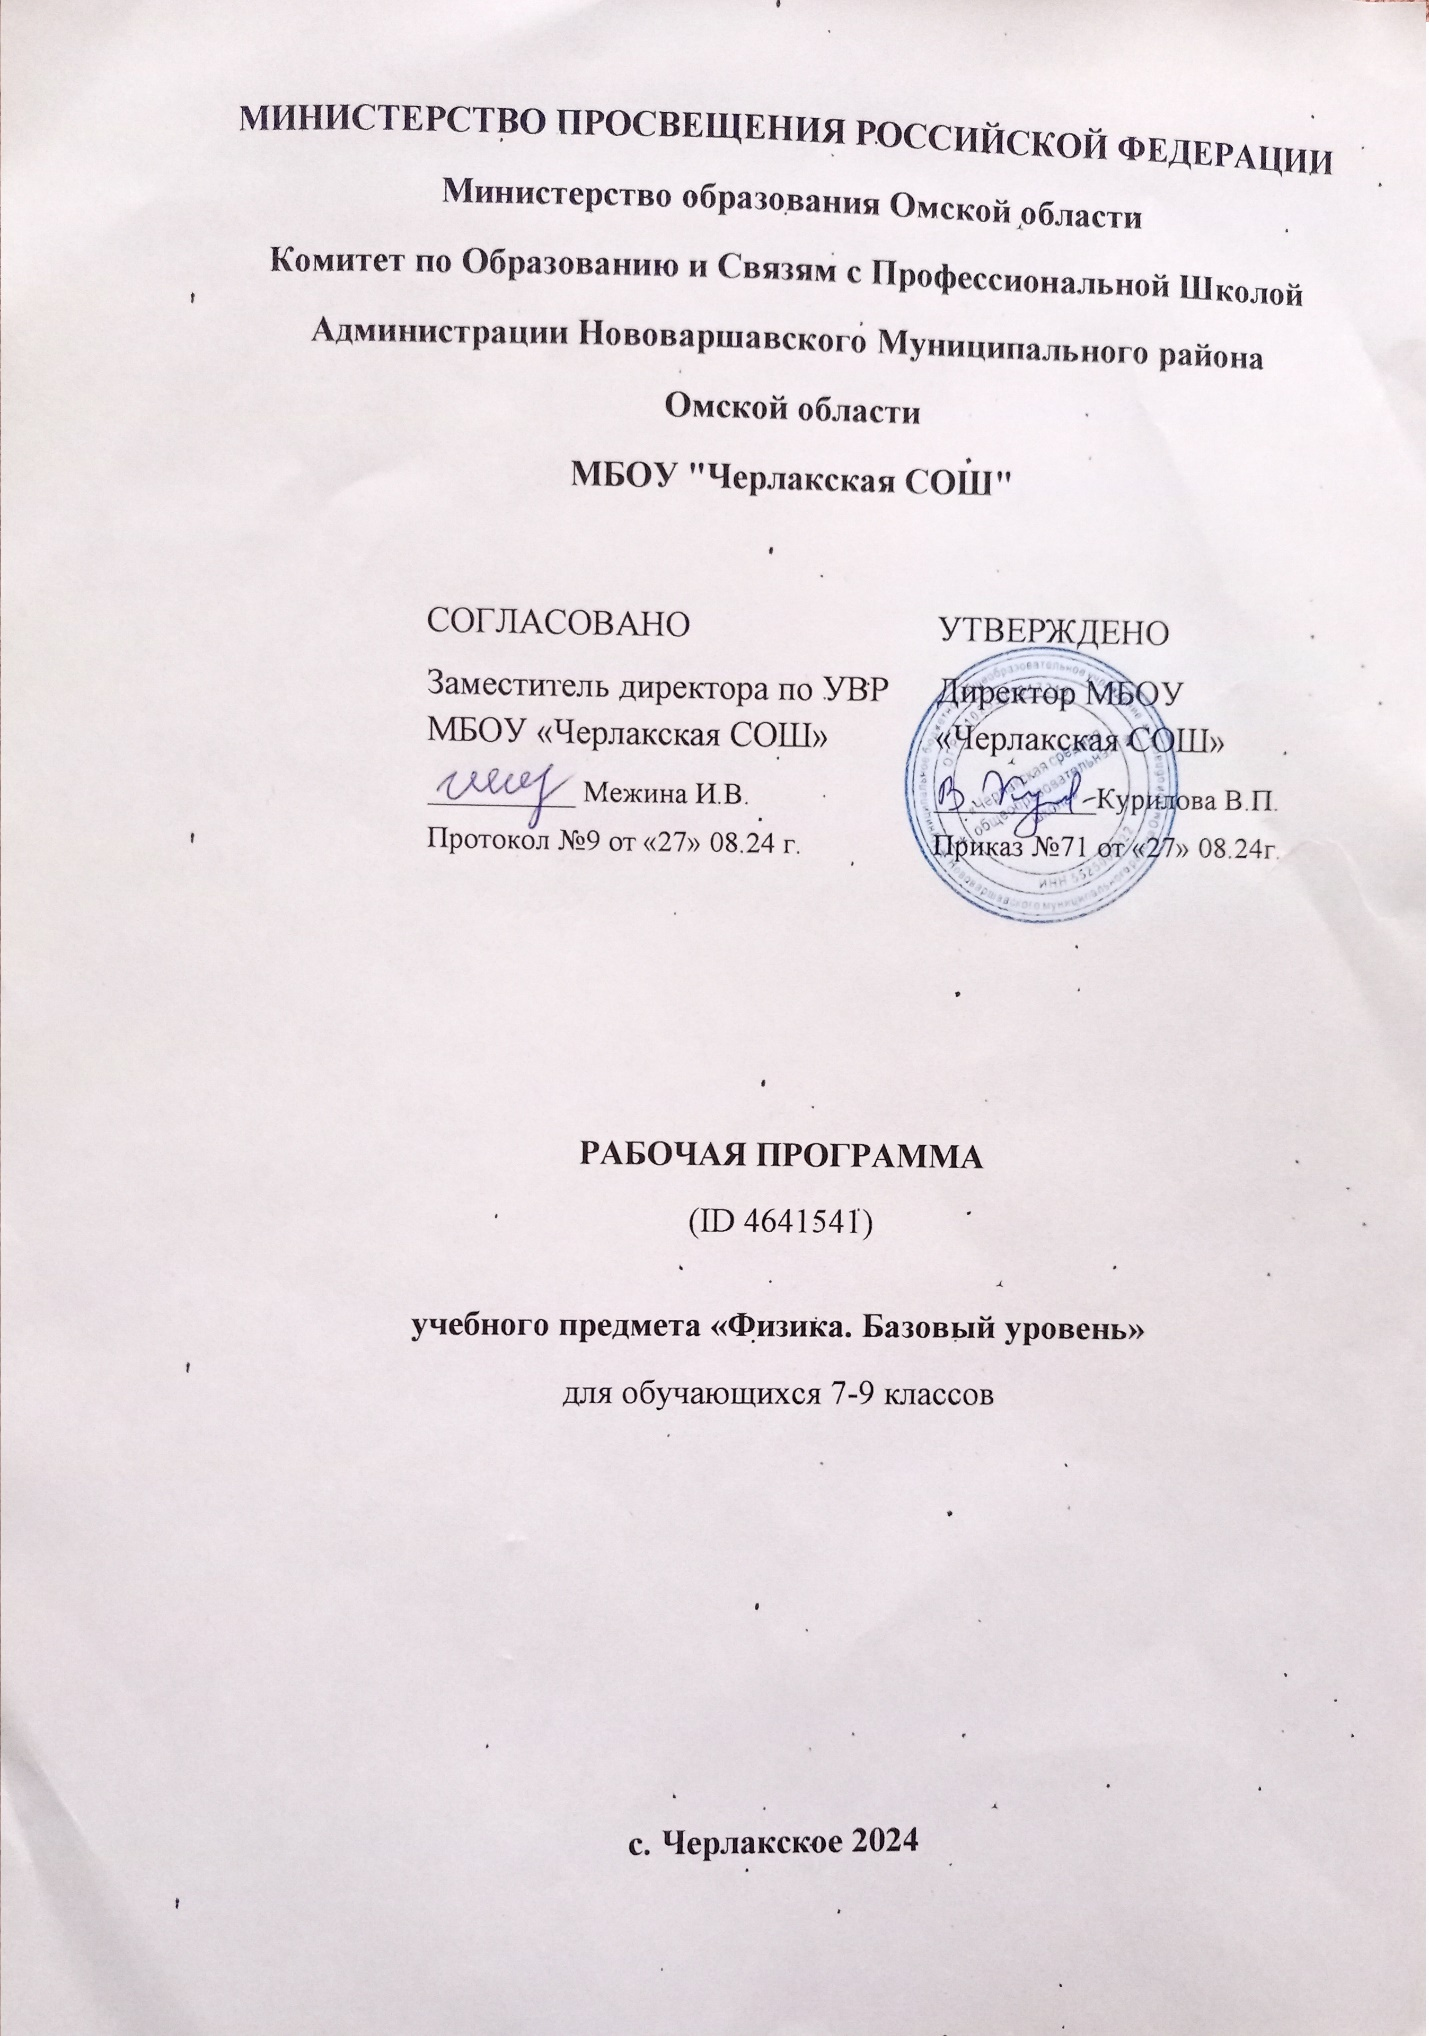 МИНИСТЕРСТВО ПРОСВЕЩЕНИЯ РОССИЙСКОЙ ФЕДЕРАЦИИ
Министерство образования Омской области
Комитет по Образованию и Связям с Профессиональной Школой
Администрации Нововаршавского Муниципального района
Омской области
МБОУ "Черлакская СОШ"
СОГЛАСОВАНО
Заместитель директора по УВР
МБОУ «Черлакская СОШ»
Межина И.В.
Протокол №9 от «27» 08.24 г.
УТВЕРЖДЕНО
Директор МБОУ
«Черлакская СОШ»
Курилова В.П.
Приказ №71 от «27» 08.24г.
РАБОЧАЯ ПРОГРАММА
(ID 4641541)
учебного предмета «Физика. Базовый уровень»
для обучающихся 7-9 классов
с. Черлакское 2024